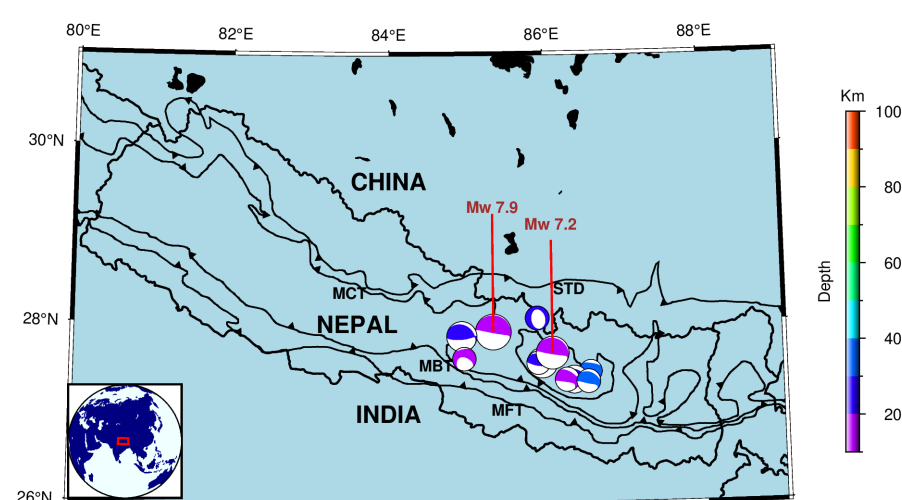 80°E
82°E
84°E
86°E
88°E
30°N
28°N
26°N
CHINA
Mw 7.9
Mw 7.2
STD
MCT
NEPAL
MBT
MFT
INDIA
Km
100
80
60
40
20
Depth